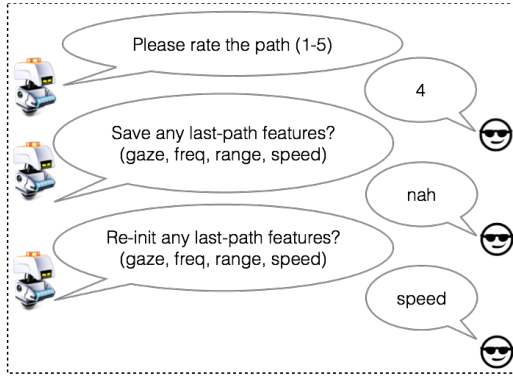 Please rate the path (1-5)
4
Save any last-path features?
(gaze, freq, range, speed)
nah
Re-init any last-path features?
(gaze, freq, range, speed)
speed